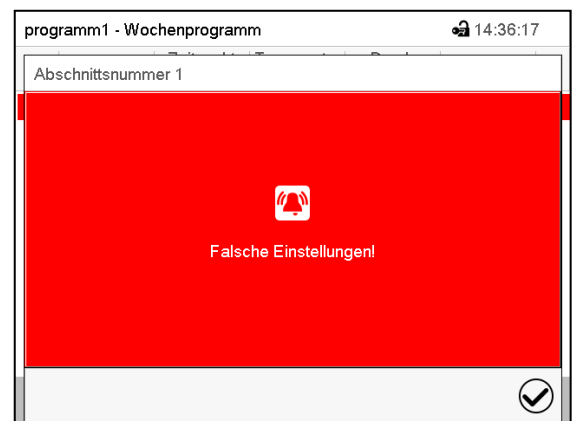 programm1 - Wochenprogramm 14:36:17
Abschnittsnummer 1
Falsche Einstellungen!